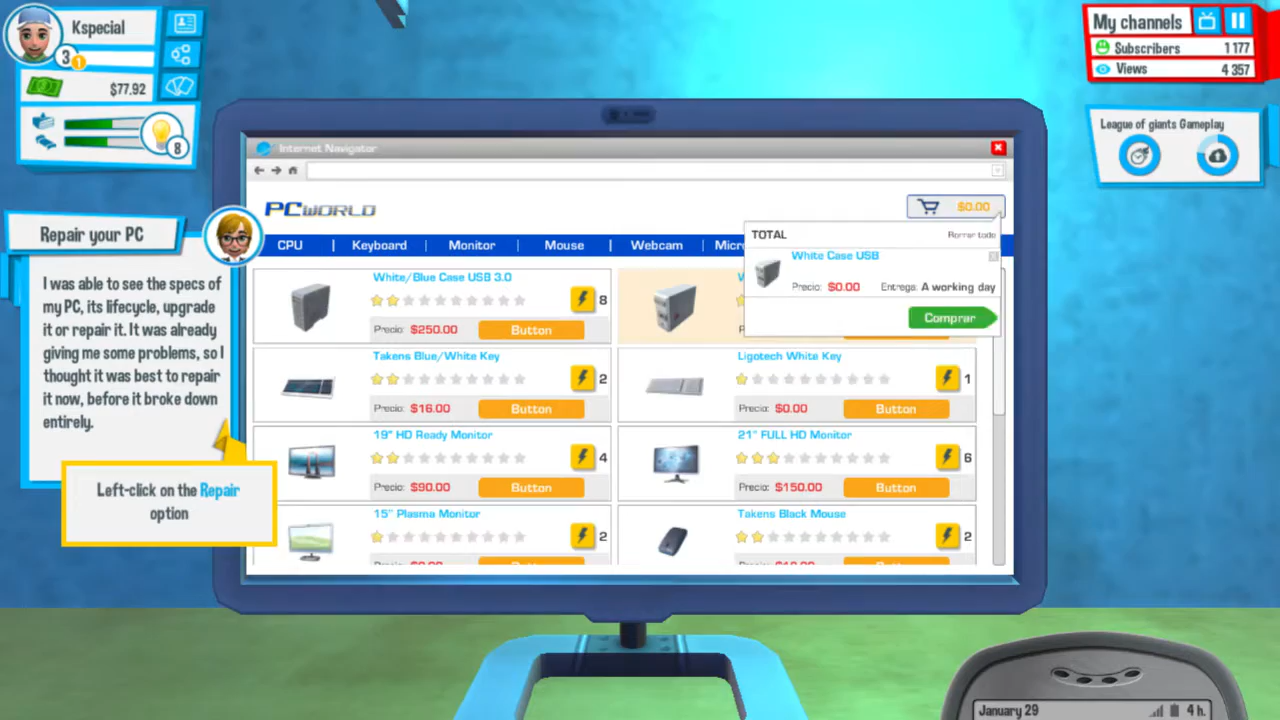 Kspecial
3
1
$77.92
8
My channels
Subscribers 1 177
Views 4 357
League of giants Gameplay
Repair your PC
I was able to see the specs of
my PC, its lifecycle, upgrade
it or repair it. It was already
giving me some problems, so I
thought it was best to repair
it now, before it broke down
entirely.
Left-click on the Repair
option
Internet Navigator
PCWORLD
$0.00
CPU | Keyboard | Monitor | Mouse | Webcam | Micr
TOTAL Borrar todo
White Case USB
Precio: $0.00 Entrega: A working day
Comprar
White/Blue Case USB 3.0
8
Precio: $250.00 Button
Takens Blue/White Key
2
Precio: $16.00 Button
Ligotech White Key
1
Precio: $0.00 Button
19" HD Ready Monitor
4
Precio: $90.00 Button
21" FULL HD Monitor
6
Precio: $150.00 Button
15" Plasma Monitor
2
Takens Black Mouse
2
January 29 4 h.